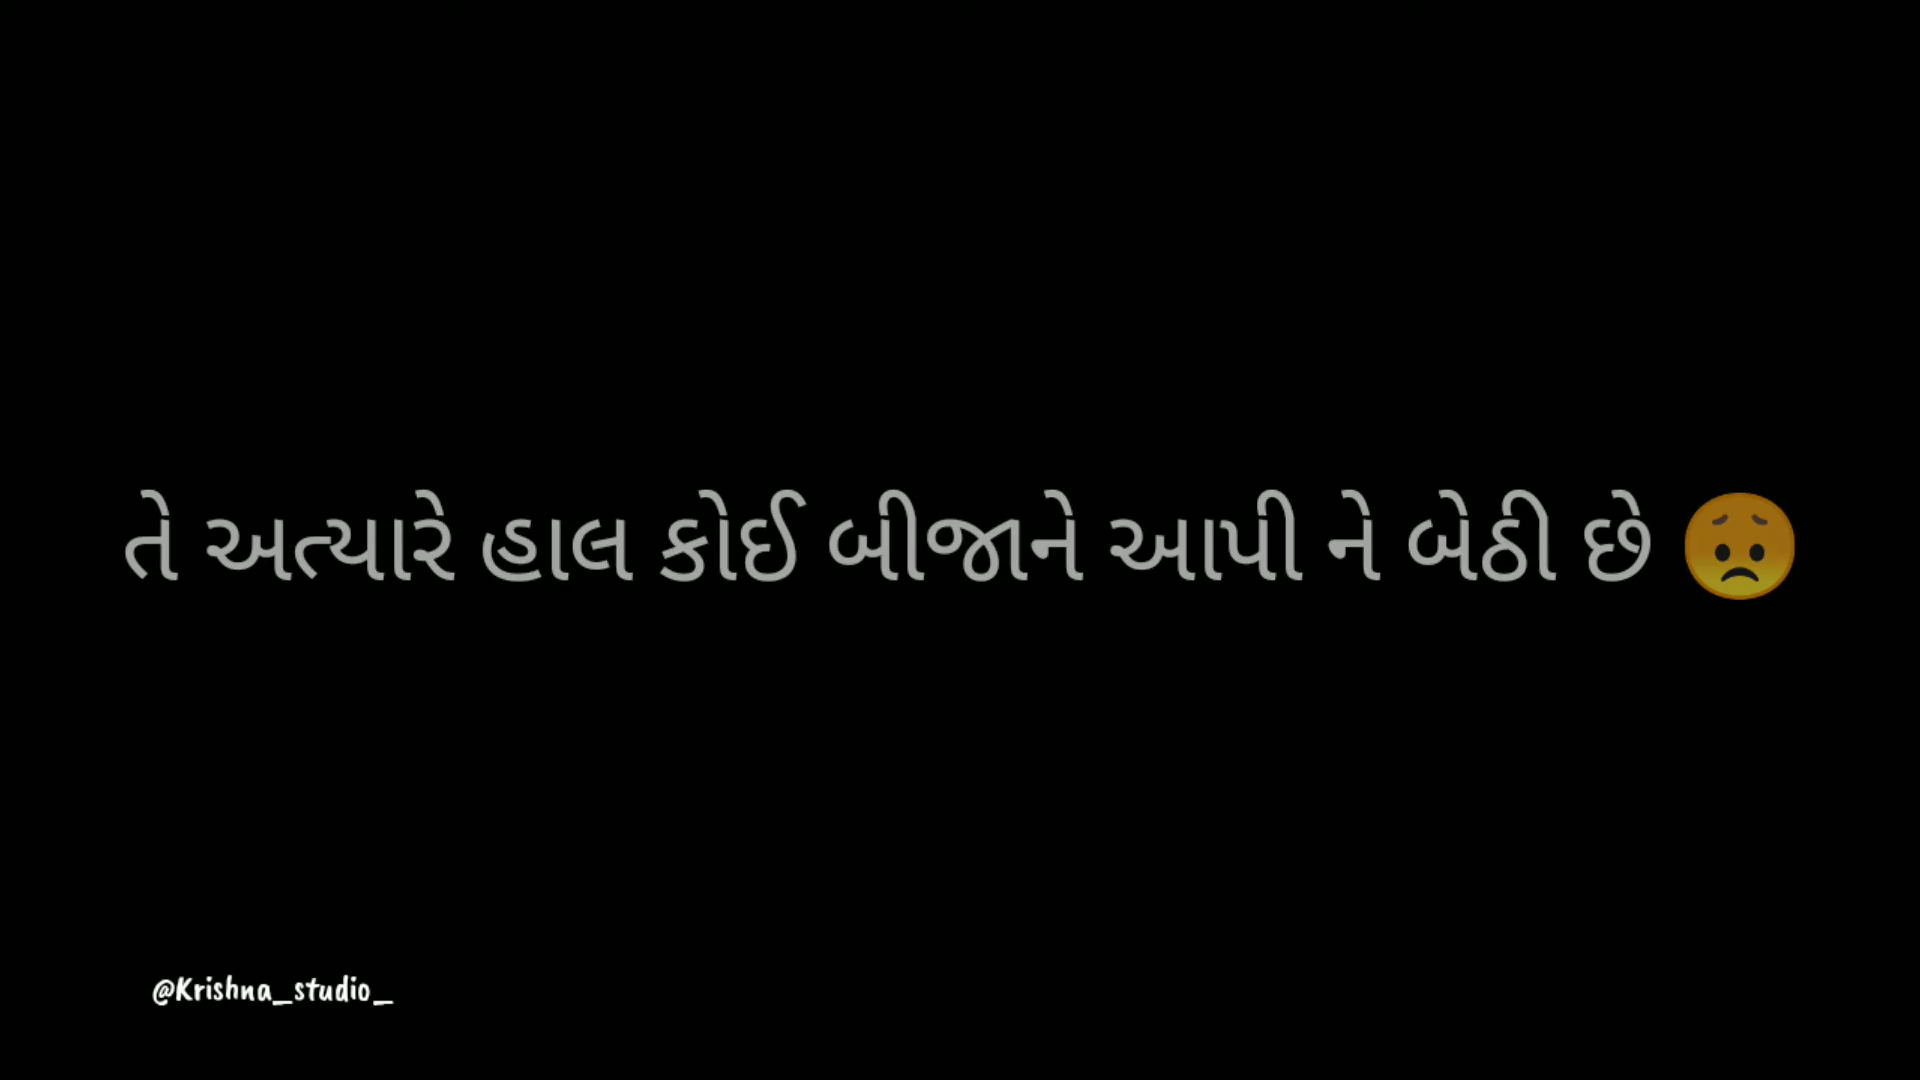 તે અત્યારે હાલ કોઈ બીજાને આપી ને બેઠી છે 😞
@Krishna_studio_